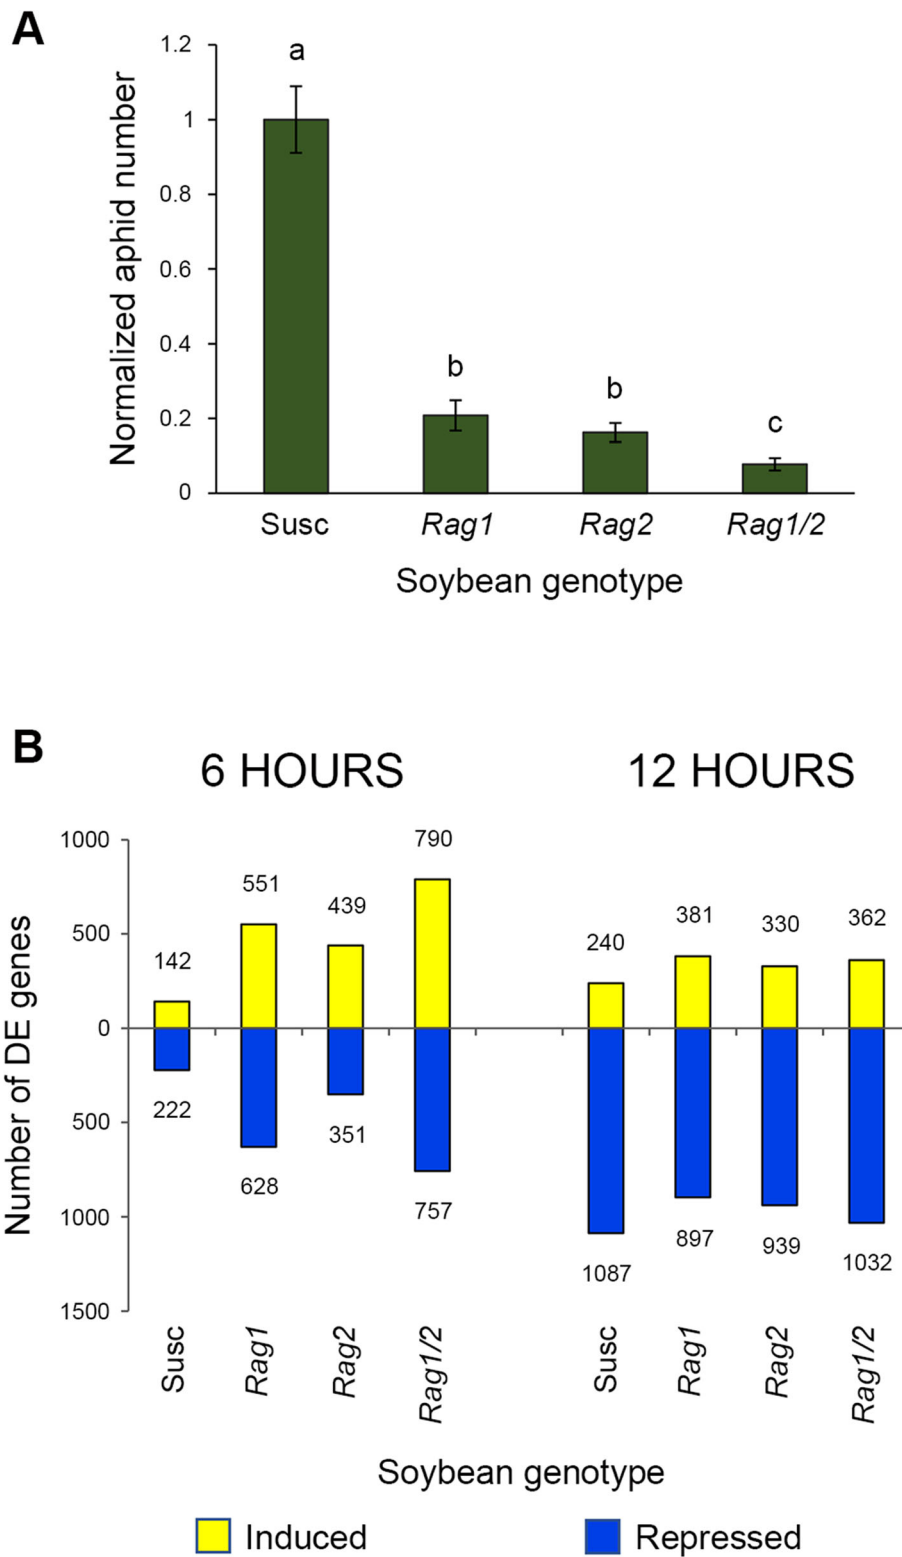 A
1.2
1
0.8
0.6
0.4
0.2
0
Normalized aphid number
a
b
b
c
Susc Rag1 Rag2 Rag1/2
Soybean genotype
B
6 HOURS 12 HOURS
1000
500
0
500
1000
1500
Number of DE genes
142 551 439 790 240 381 330 362
222 628 351 757 1087 897 939 1032
Susc Rag1 Rag2 Rag1/2 Susc Rag1 Rag2 Rag1/2
Soybean genotype
Induced Repressed